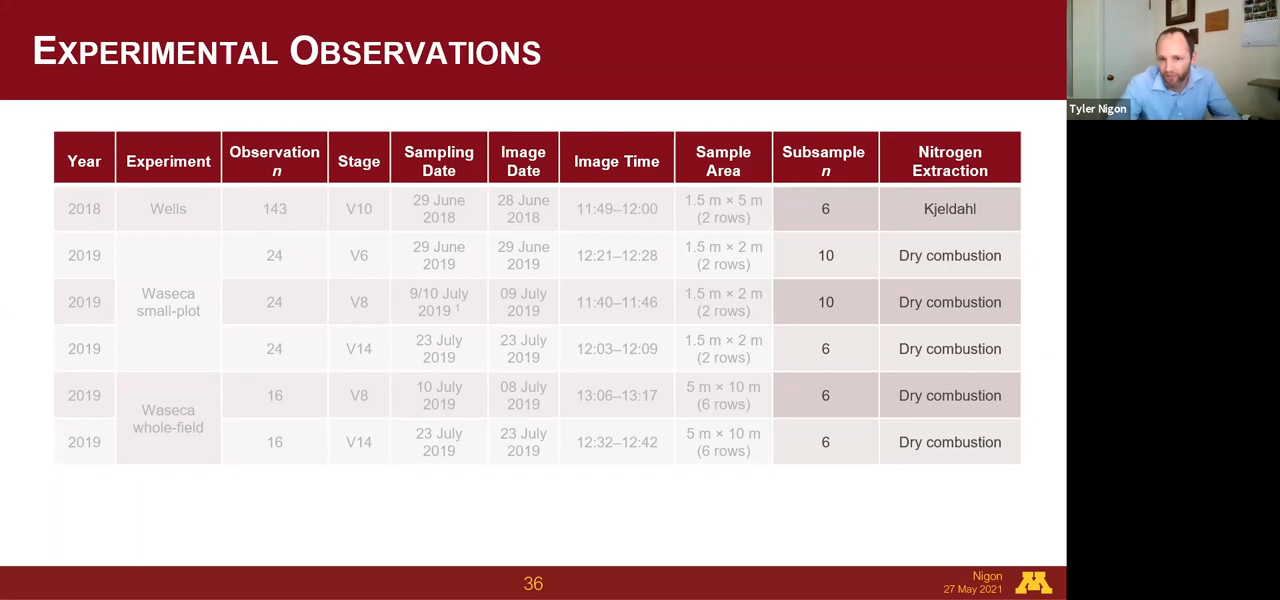 EXPERIMENTAL OBSERVATIONS
Tyler Nigon
Year Experiment Observation n Stage Sampling Date Image Date Image Time Sample Area Subsample n Nitrogen Extraction
2018 Wells 143 V10 29 June 2018 28 June 2018 11:49–12:00 1.5 m × 5 m (2 rows) 6 Kjeldahl
2019 Waseca small-plot 24 V6 29 June 2019 29 June 2019 12:21–12:28 1.5 m × 2 m (2 rows) 10 Dry combustion
2019 24 V8 9/10 July 2019 ¹ 09 July 2019 11:40–11:46 1.5 m × 2 m (2 rows) 10 Dry combustion
2019 24 V14 23 July 2019 23 July 2019 12:03–12:09 1.5 m × 2 m (2 rows) 6 Dry combustion
2019 Waseca whole-field 16 V8 10 July 2019 08 July 2019 13:06–13:17 5 m × 10 m (6 rows) 6 Dry combustion
2019 16 V14 23 July 2019 23 July 2019 12:32–12:42 5 m × 10 m (6 rows) 6 Dry combustion
36
Nigon
27 May 2021
M